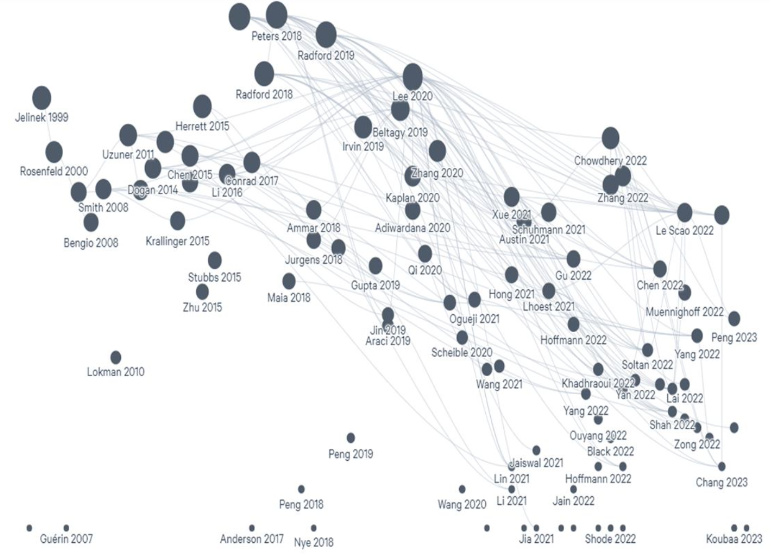 Peters 2018
Radford 2019
Radford 2018
Lee 2020
Jelinek 1999
Herrett 2015
Beltagy 2019
Irvin 2019
Uzuner 2011
Chowdhery 2022
Rosenfeld 2000
Chen 2015
Conrad 2017
Zhang 2020
Dogan 2014
Li 2016
Kaplan 2020
Zhang 2022
Smith 2008
Xue 2021
Schuhmann 2021
Bengio 2008
Krallinger 2015
Ammar 2018
Adiwardana 2020
Austin 2021
Le Scao 2022
Jurgens 2018
Stubbs 2015
Qi 2020
Gu 2022
Gupta 2019
Chen 2022
Maia 2018
Hong 2021
Zhu 2015
Lhoest 2021
Muennighoff 2022
Ogueji 2021
Jin 2019
Araci 2019
Hoffmann 2022
Peng 2023
Scheible 2020
Yang 2022
Lokman 2010
Soltan 2022
Wang 2021
Khadhraoui 2022
Yan 2022
Lal 2022
Yang 2022
Shah 2022
Ouyang 2022
Zong 2022
Peng 2019
Black 2022
Jaiswal 2021
Lin 2021
Hoffmann 2022
Chang 2023
Peng 2018
Wang 2020
Li 2021
Jain 2022
Guérin 2007
Anderson 2017
Nye 2018
Jia 2021
Shode 2022
Koubaa 2023